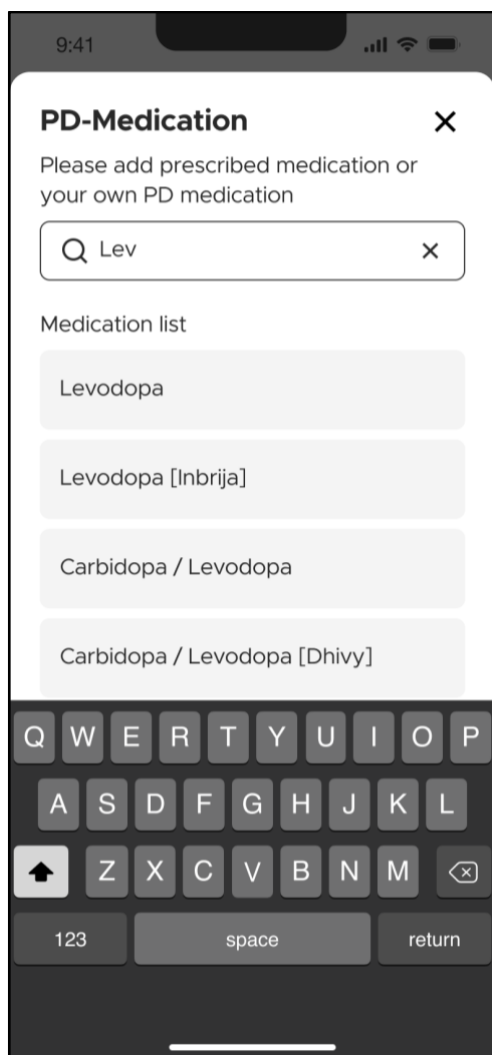 9:41
PD-Medication
Please add prescribed medication or
your own PD medication
Lev
Medication list
Levodopa
Levodopa [Inbrija]
Carbidopa / Levodopa
Carbidopa / Levodopa [Dhivy]
Q W E R T Y U I O P
A S D F G H J K L
Z X C V B N M
123 space return